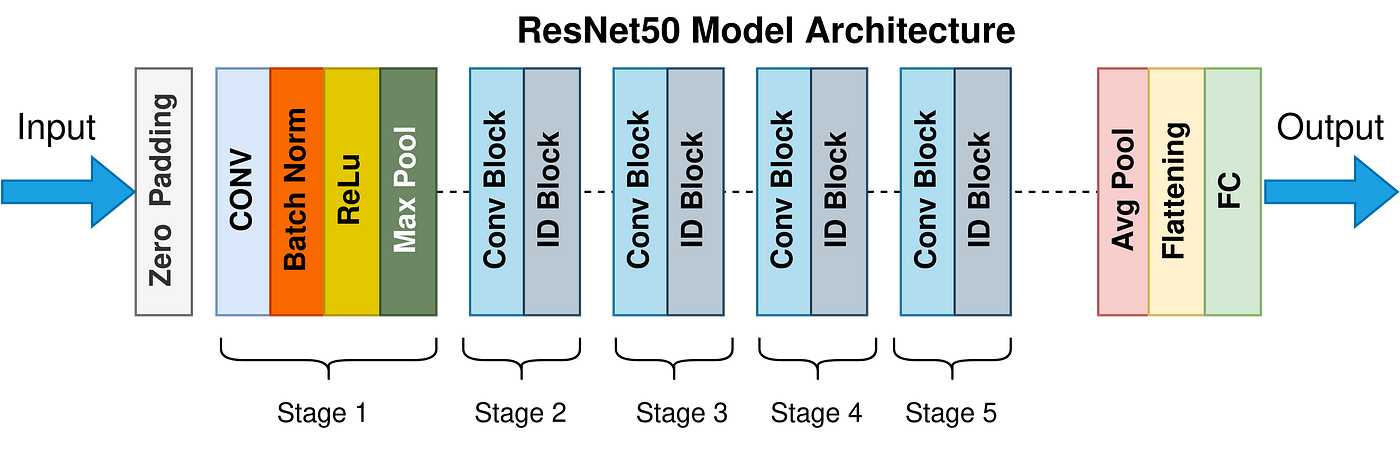 ResNet50 Model Architecture
Input
Zero Padding
CONV
Batch Norm
ReLu
Max Pool
Conv Block
ID Block
Conv Block
ID Block
Conv Block
ID Block
Conv Block
ID Block
Avg Pool
Flattening
FC
Output
Stage 1
Stage 2
Stage 3
Stage 4
Stage 5